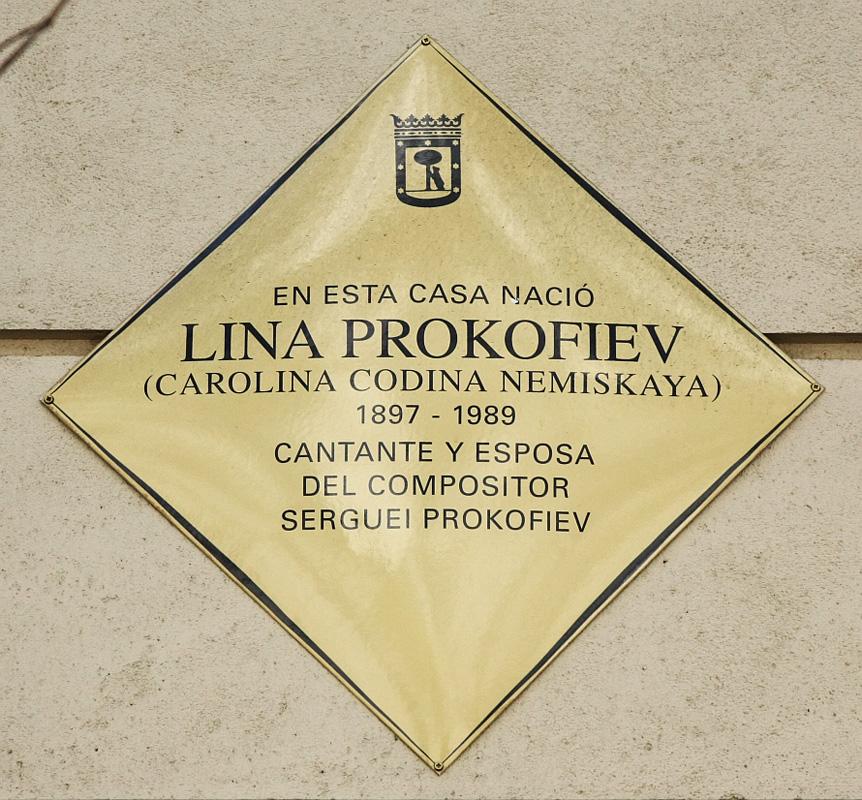 EN ESTA CASA NACIÓ
LINA PROKOFIEV
(CAROLINA CODINA NEMISKAYA)
1897 - 1989
CANTANTE Y ESPOSA
DEL COMPOSITOR
SERGUEI PROKOFIEV